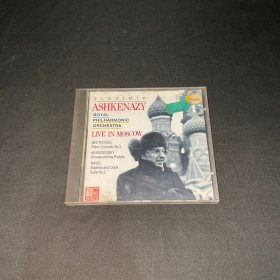 VLADIMIR
ASHKENAZY
ROYAL
PHILHARMONIC
ORCHESTRA
LIVE IN MOSCOW
BEETHOVEN
Piano Concerto No.3
MUSSORGSKY
Khovanshchina Prelude
RAVEL
Daphnis and Chloé
Suite No.2